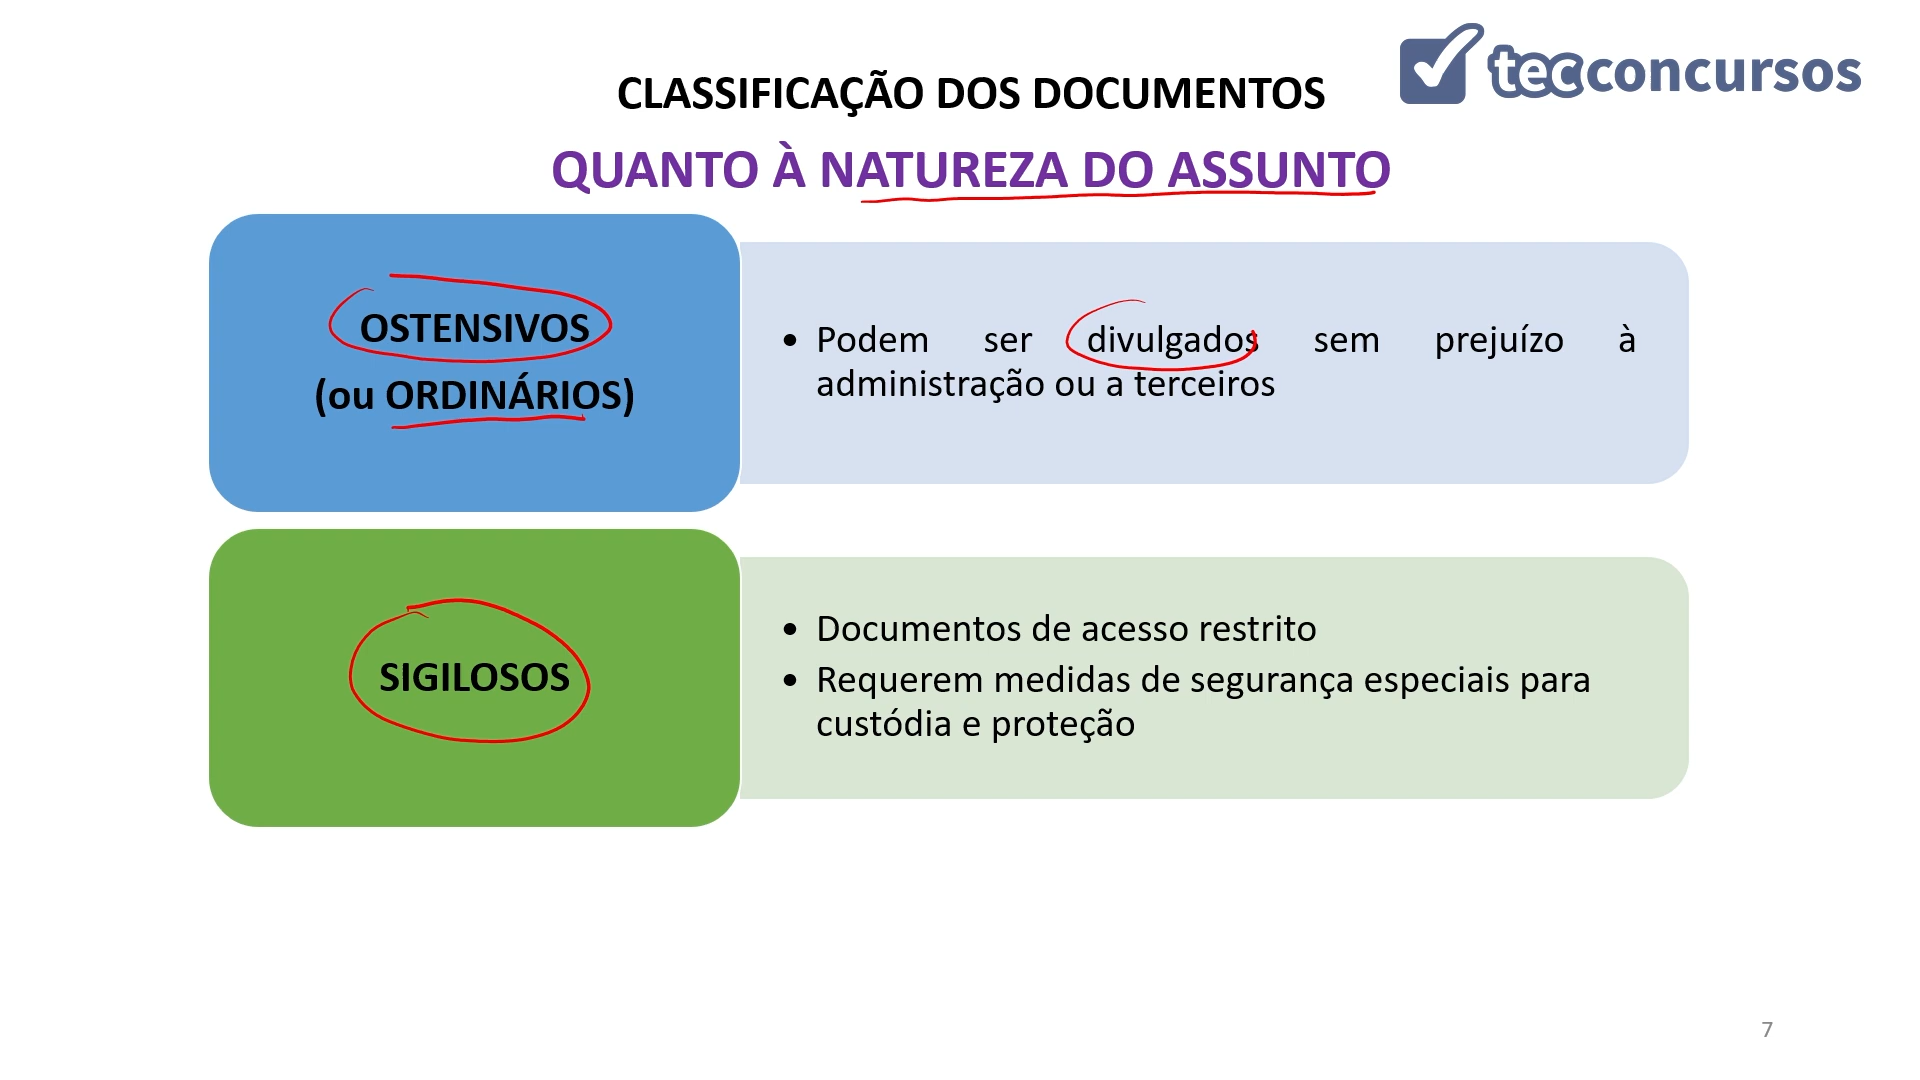 tecconcursos
CLASSIFICAÇÃO DOS DOCUMENTOS
QUANTO À NATUREZA DO ASSUNTO
OSTENSIVOS
(ou ORDINÁRIOS)
• Podem ser divulgados sem prejuízo à
administração ou a terceiros
SIGILOSOS
• Documentos de acesso restrito
• Requerem medidas de segurança especiais para
custódia e proteção
7